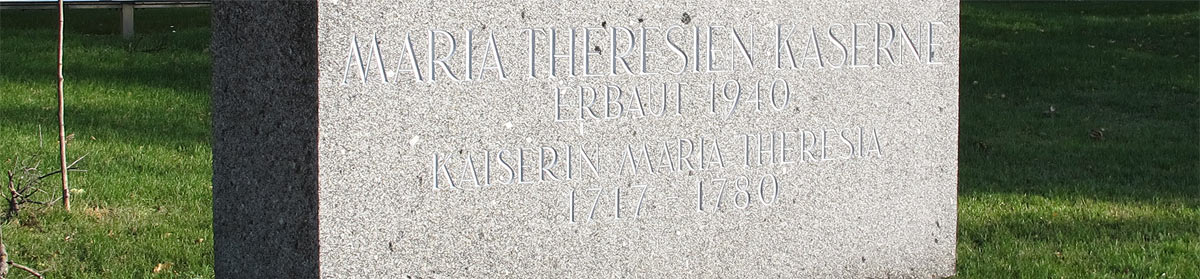 MARIA THERESIEN KASERNE
ERBAUT 1940
KAISERIN MARIA THERESIA
1717 - 1780